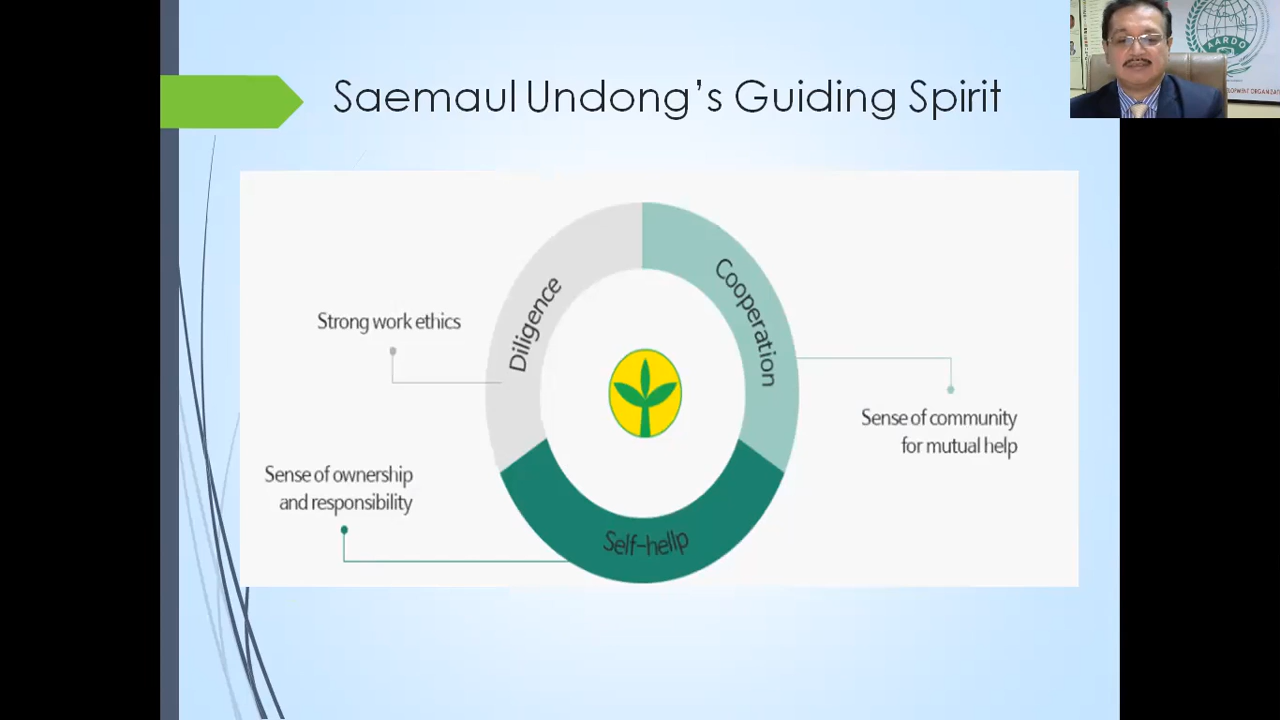 Saemaul Undong's Guiding Spirit
AARDO
Diligence
Cooperation
Strong work ethics
Sense of community
for mutual help
Sense of ownership
and responsibility
Self-hellp